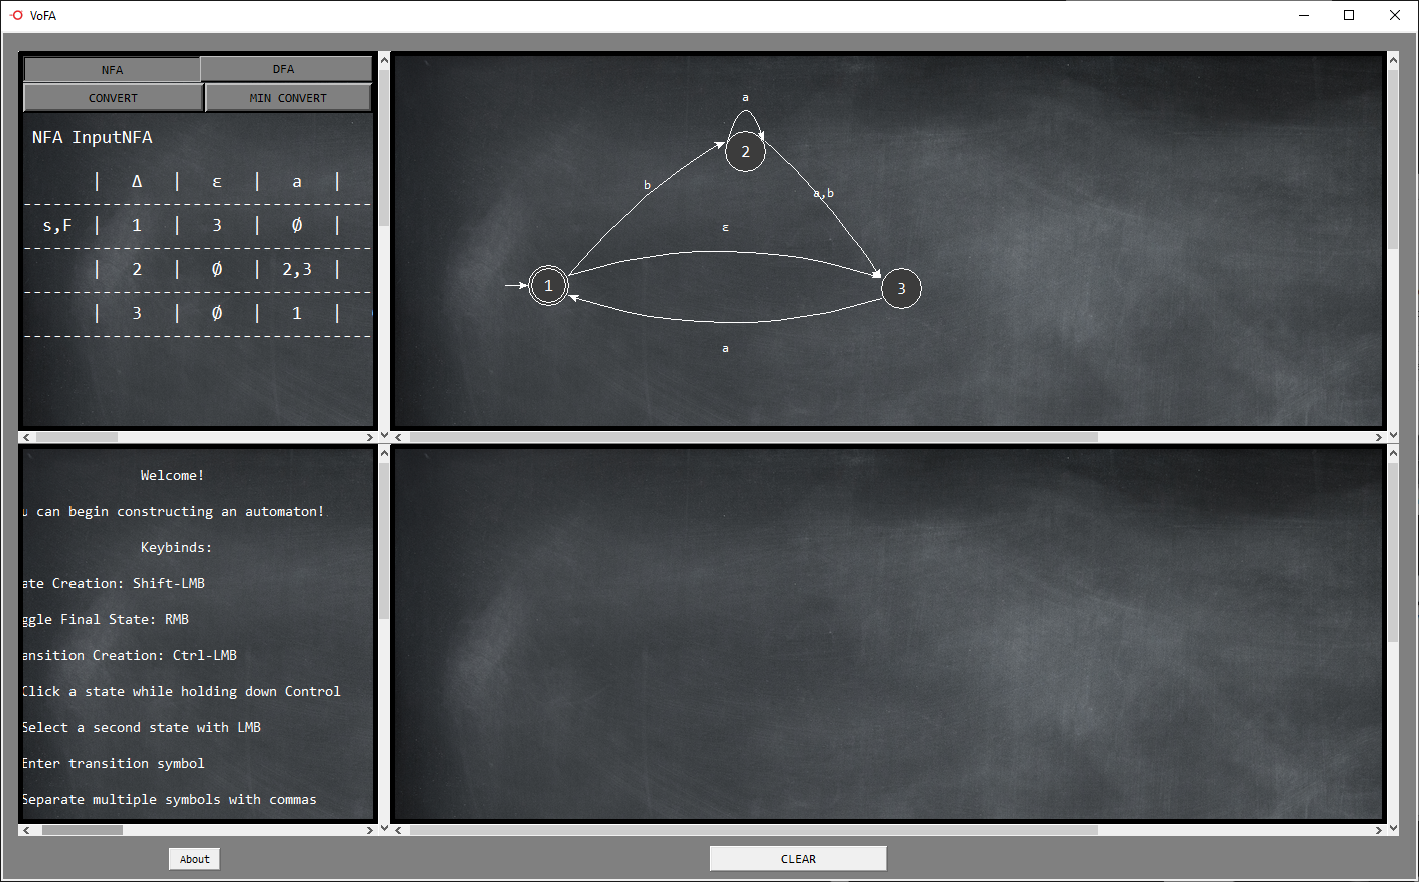 VoFA
NFA DFA
CONVERT MIN CONVERT
NFA InputNFA
| Δ | ε | a |
s,F | 1 | 3 | Ø |
| 2 | Ø | 2,3 |
| 3 | Ø | 1 |
a
2
b
a,b
ε
1
3
a
Welcome!
u can begin constructing an automaton!
Keybinds:
ate Creation: Shift-LMB
ggle Final State: RMB
ansition Creation: Ctrl-LMB
Click a state while holding down Control
Select a second state with LMB
Enter transition symbol
Separate multiple symbols with commas
About
CLEAR